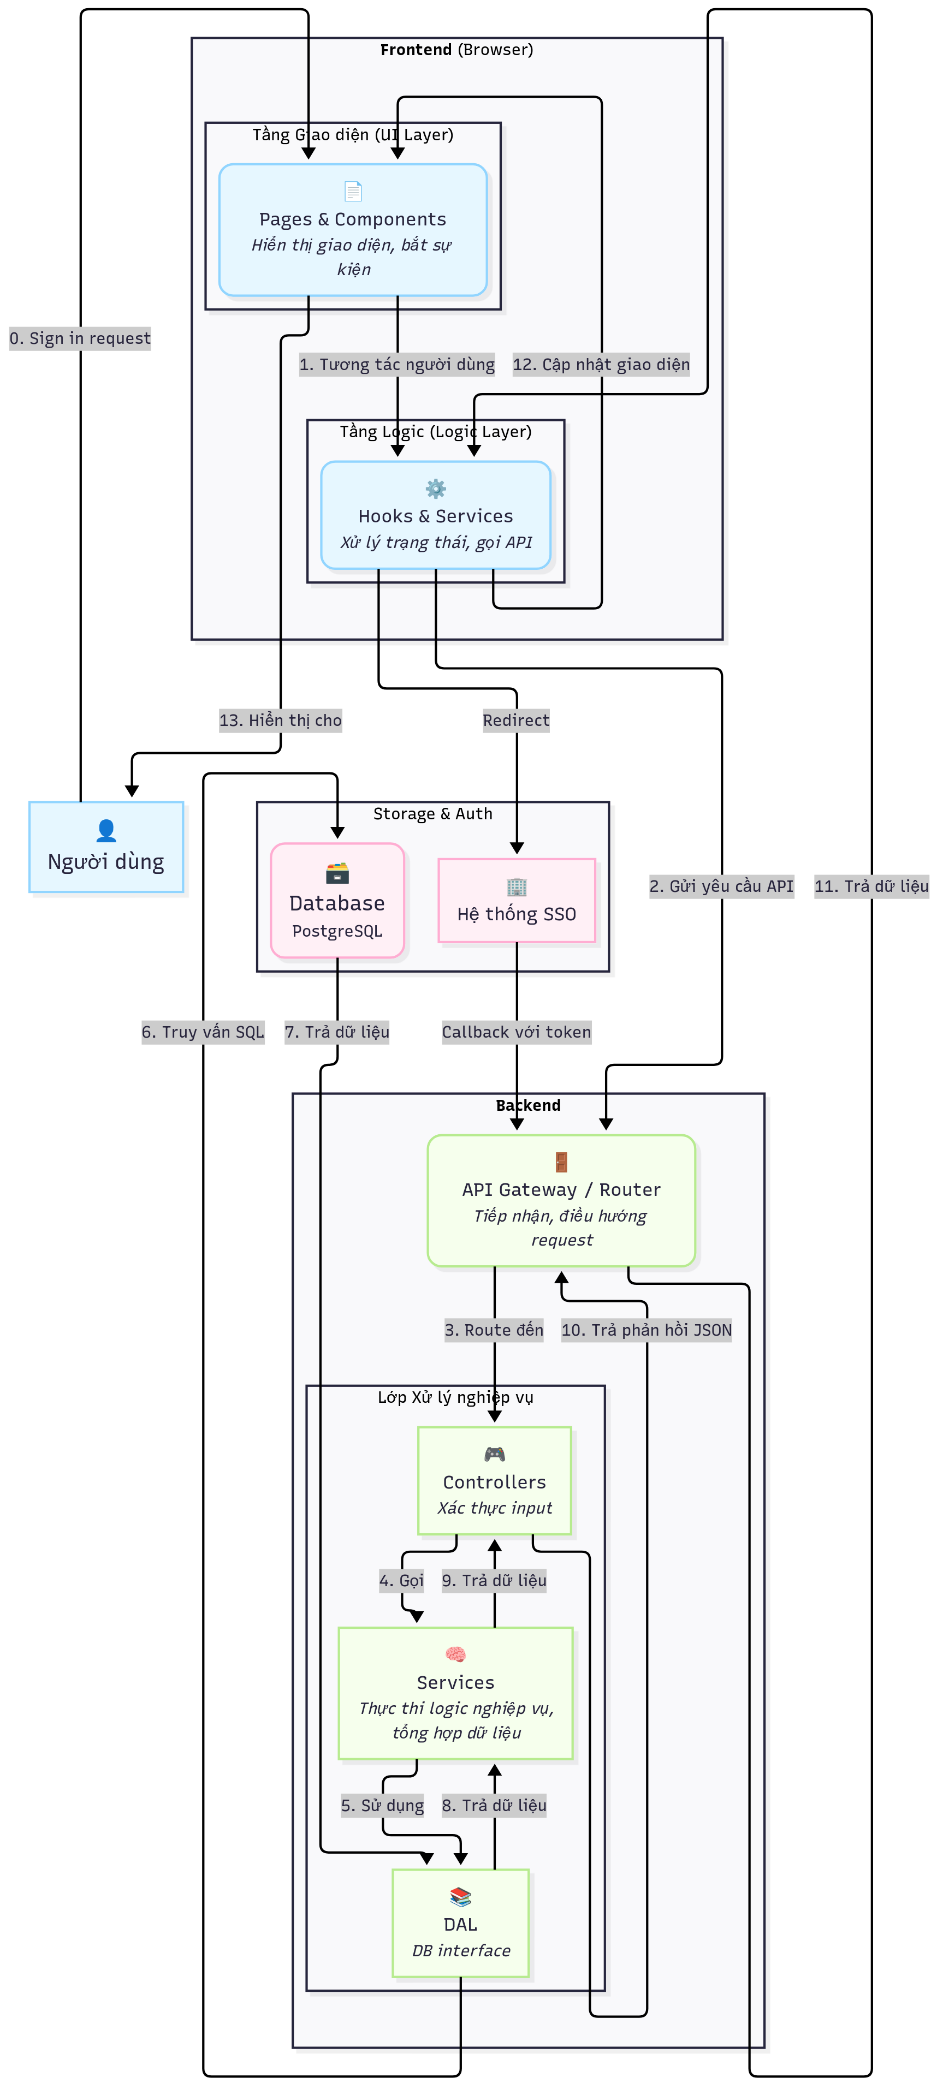 Frontend (Browser)
Tầng Giao diện (UI Layer)
Pages & Components
Hiển thị giao diện, bắt sự
kiện
0. Sign in request
1. Tương tác người dùng
12. Cập nhật giao diện
Tầng Logic (Logic Layer)
Hooks & Services
Xử lý trạng thái, gọi API
13. Hiển thị cho
Redirect
Người dùng
Storage & Auth
Database
PostgreSQL
Hệ thống SSO
2. Gửi yêu cầu API
11. Trả dữ liệu
6. Truy vấn SQL
7. Trả dữ liệu
Callback với token
Backend
API Gateway / Router
Tiếp nhận, điều hướng
request
3. Route đến
10. Trả phản hồi JSON
Lớp Xử lý nghiệp vụ
Controllers
Xác thực input
4. Gọi
9. Trả dữ liệu
Services
Thực thi logic nghiệp vụ,
tổng hợp dữ liệu
5. Sử dụng
8. Trả dữ liệu
DAL
DB interface